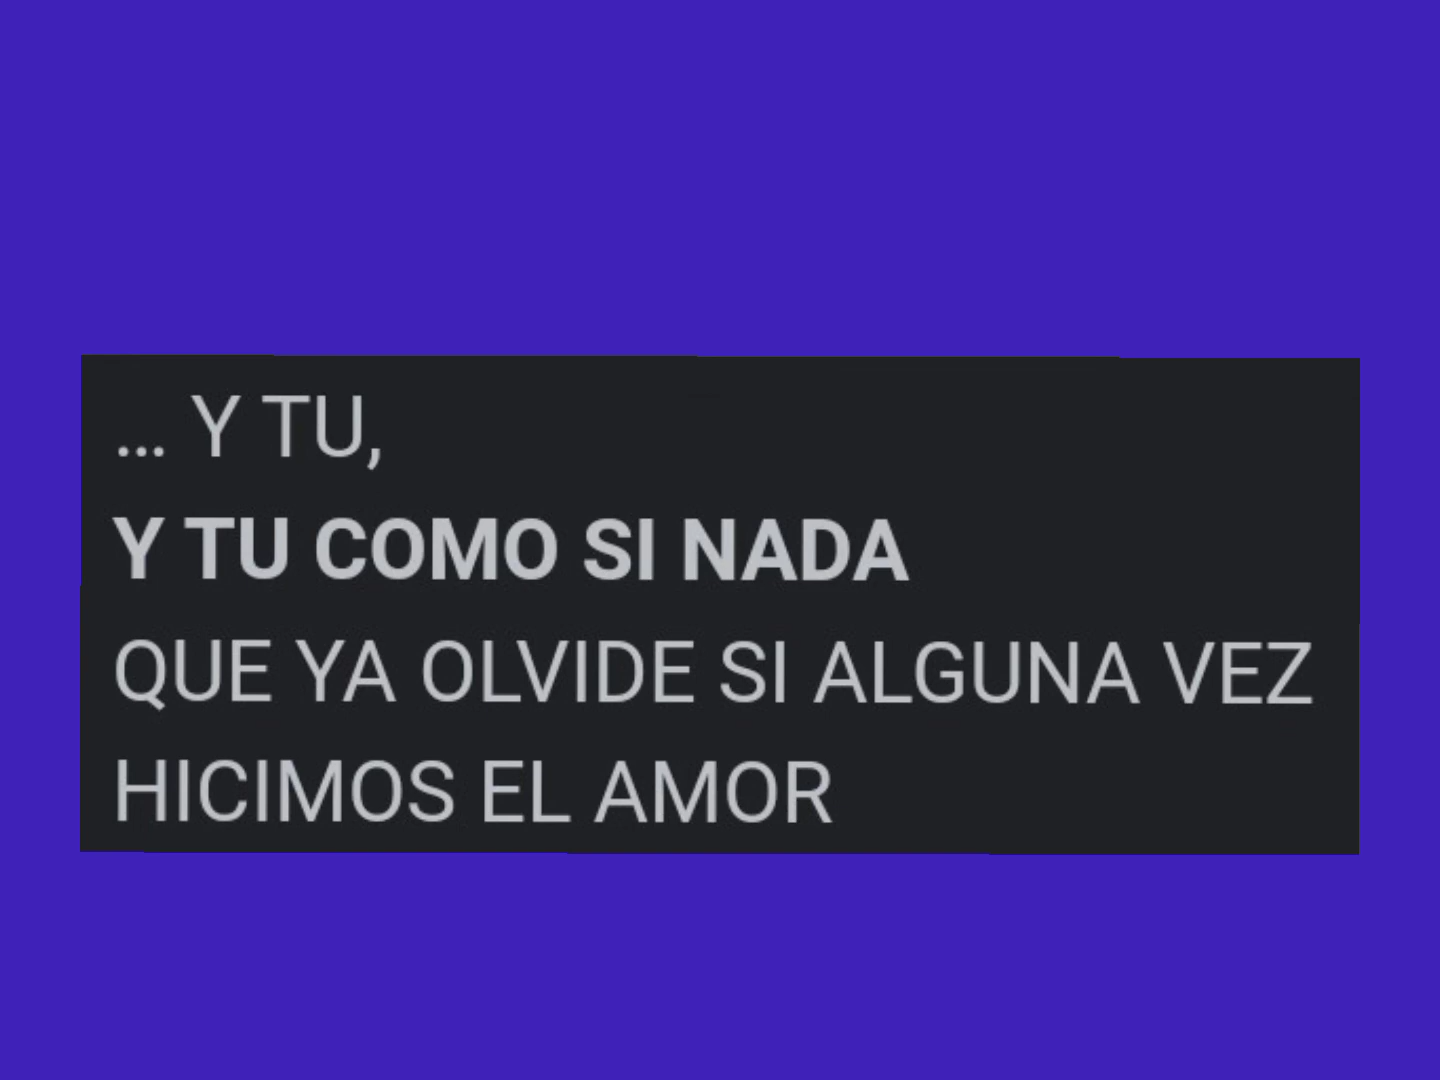 ... Y TU,
Y TU COMO SI NADA
QUE YA OLVIDE SI ALGUNA VEZ
HICIMOS EL AMOR